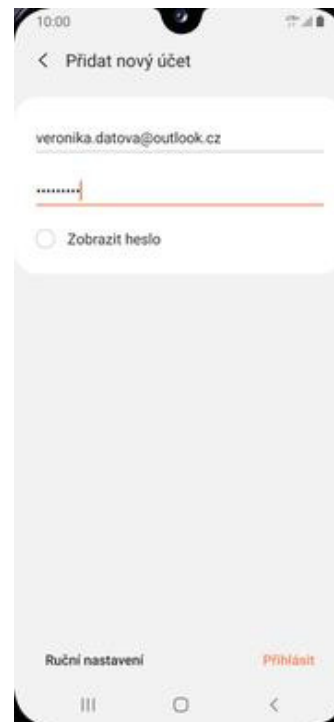 10:00
Přidat nový účet
veronika.datova@outlook.cz
•••••••••
Zobrazit heslo
Ruční nastavení
Přihlásit